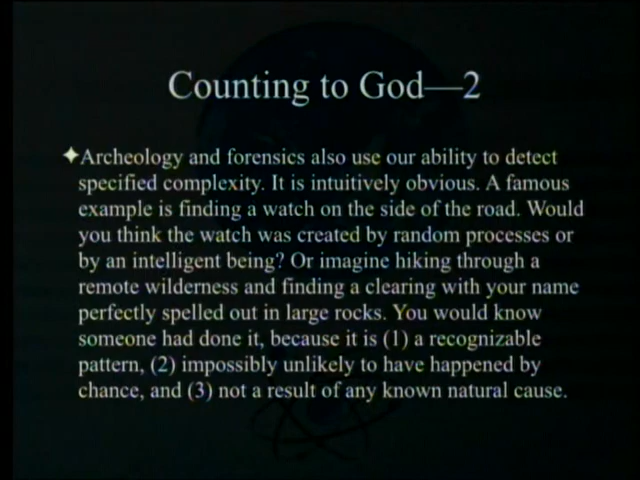 Counting to God—2
✦Archeology and forensics also use our ability to detect
specified complexity. It is intuitively obvious. A famous
example is finding a watch on the side of the road. Would
you think the watch was created by random processes or
by an intelligent being? Or imagine hiking through a
remote wilderness and finding a clearing with your name
perfectly spelled out in large rocks. You would know
someone had done it, because it is (1) a recognizable
pattern, (2) impossibly unlikely to have happened by
chance, and (3) not a result of any known natural cause.